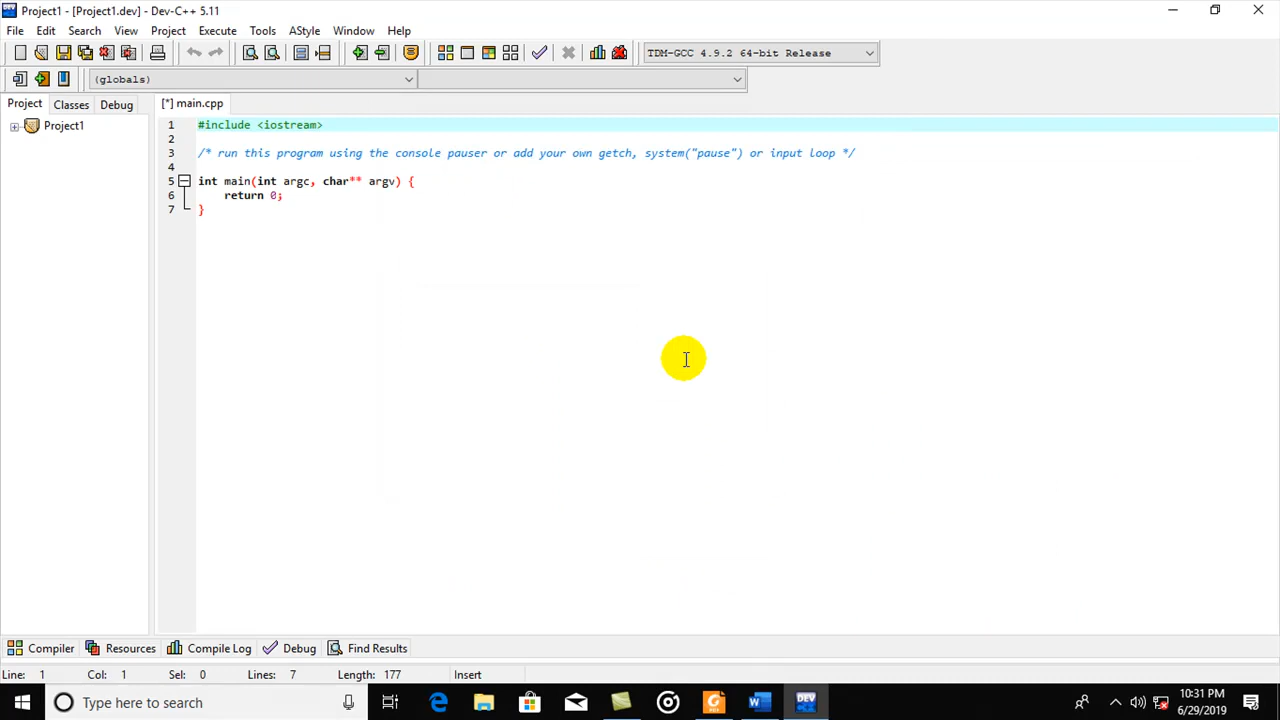 Project1 - [Project1.dev] - Dev-C++ 5.11
File Edit Search View Project Execute Tools AStyle Window Help
TDM-GCC 4.9.2 64-bit Release
(globals)
Project Classes Debug [*] main.cpp
Project1
1 #include <iostream>
2
3 /* run this program using the console pauser or add your own getch, system("pause") or input loop */
4
5 int main(int argc, char** argv) {
6 return 0;
7 }
Compiler Resources Compile Log Debug Find Results
Line: 1 Col: 1 Sel: 0 Lines: 7 Length: 177 Insert
Type here to search
DEV
10:31 PM
6/29/2019